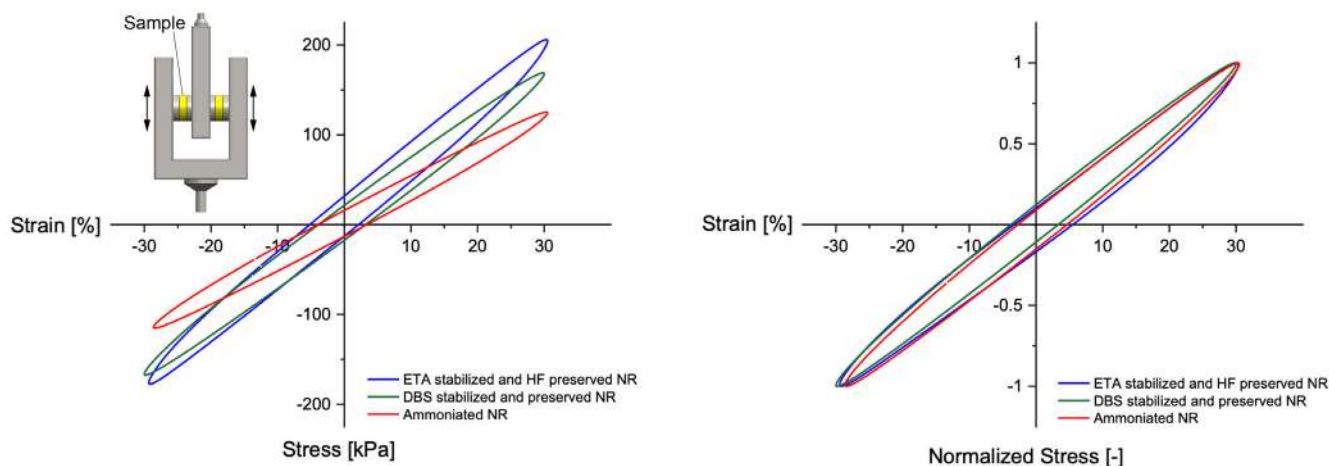 Sample
200
100
Strain [%]
-30
-20
-10
10
20
30
-100
-200
ETA stabilized and HF preserved NR
DBS stabilized and preserved NR
Ammoniated NR
Stress [kPa]
1
0.5
Strain [%]
-30
-20
-10
10
20
30
-0.5
-1
ETA stabilized and HF preserved NR
DBS stabilized and preserved NR
Ammoniated NR
Normalized Stress [-]